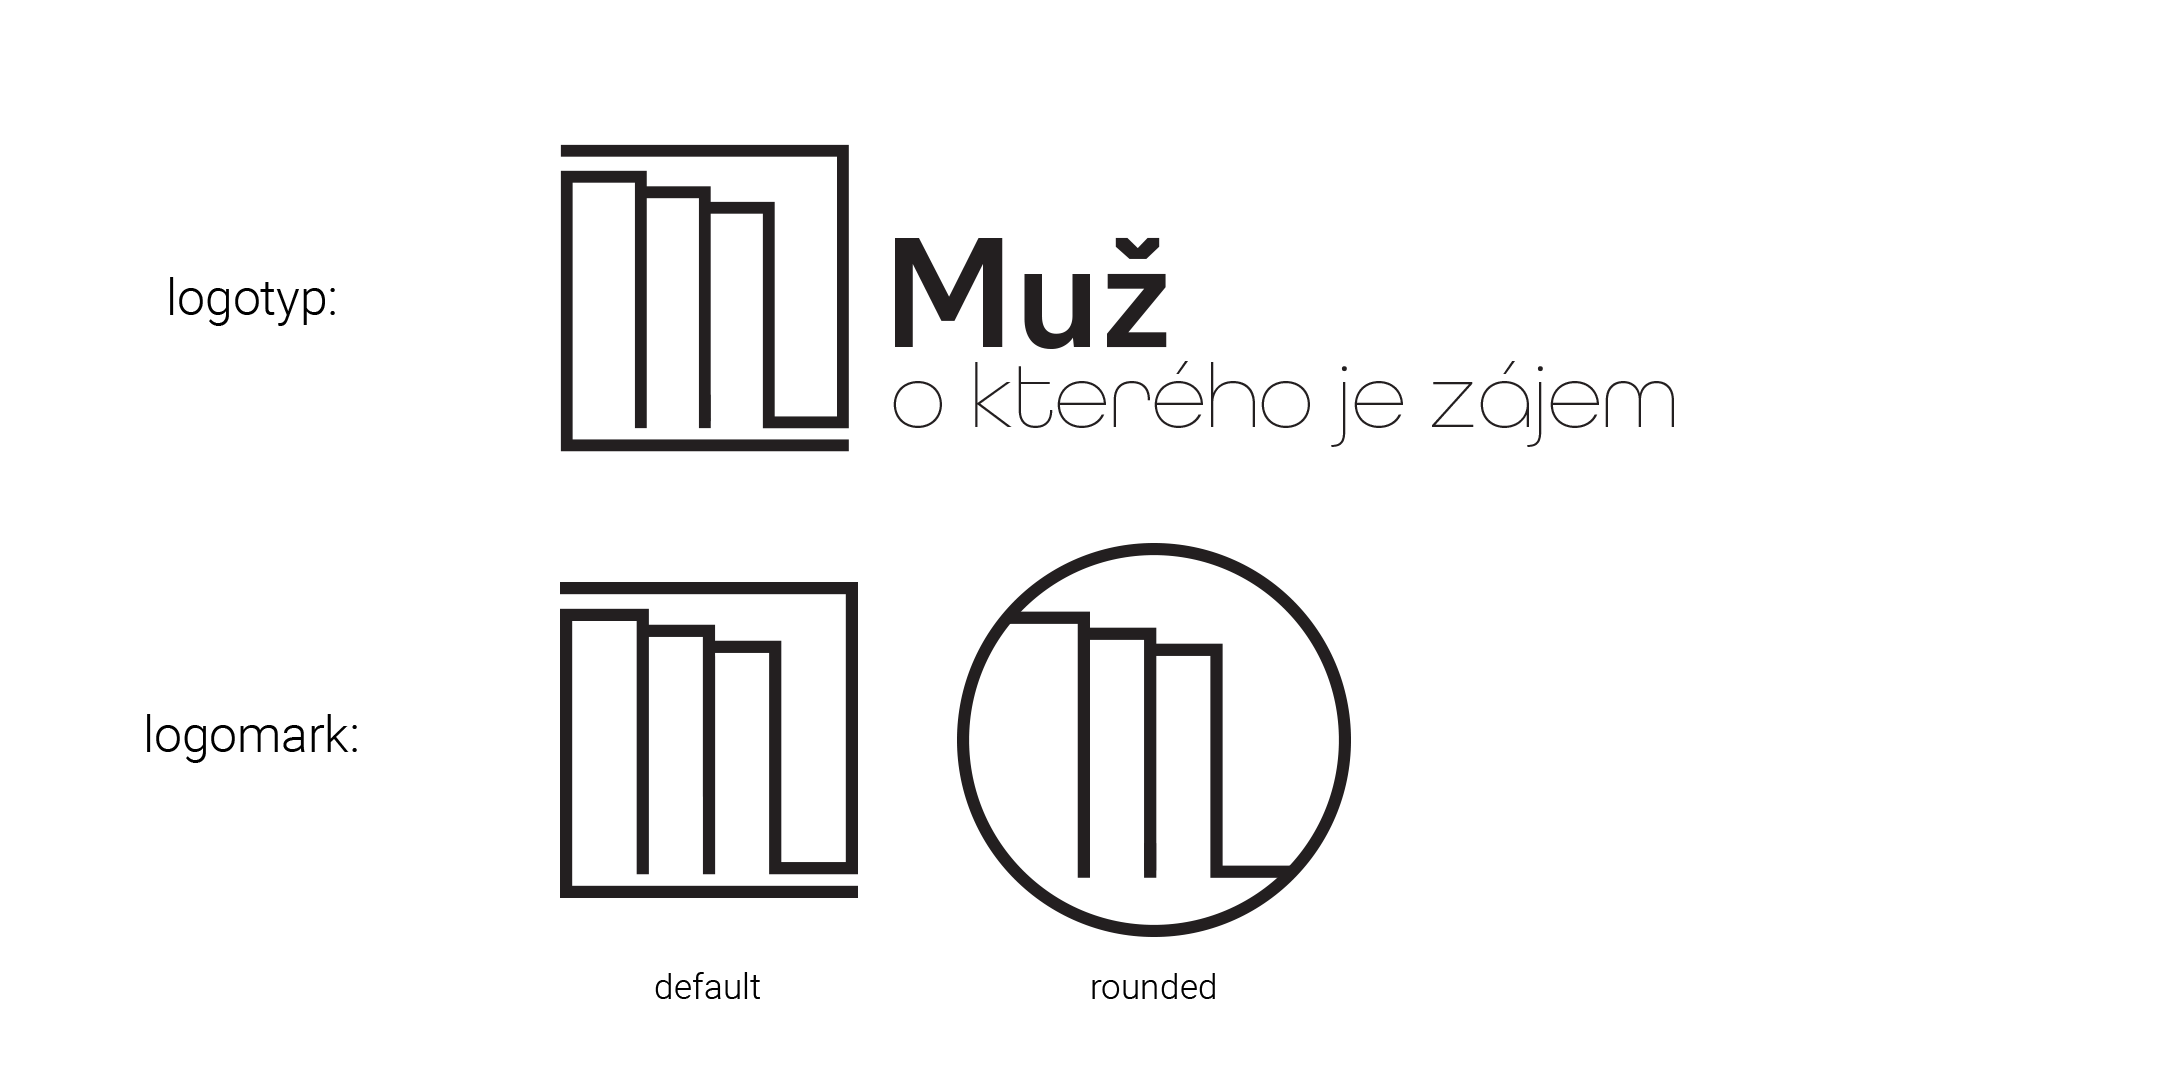 logotyp:
Muž
o kterého je zájem
logomark:
default
rounded